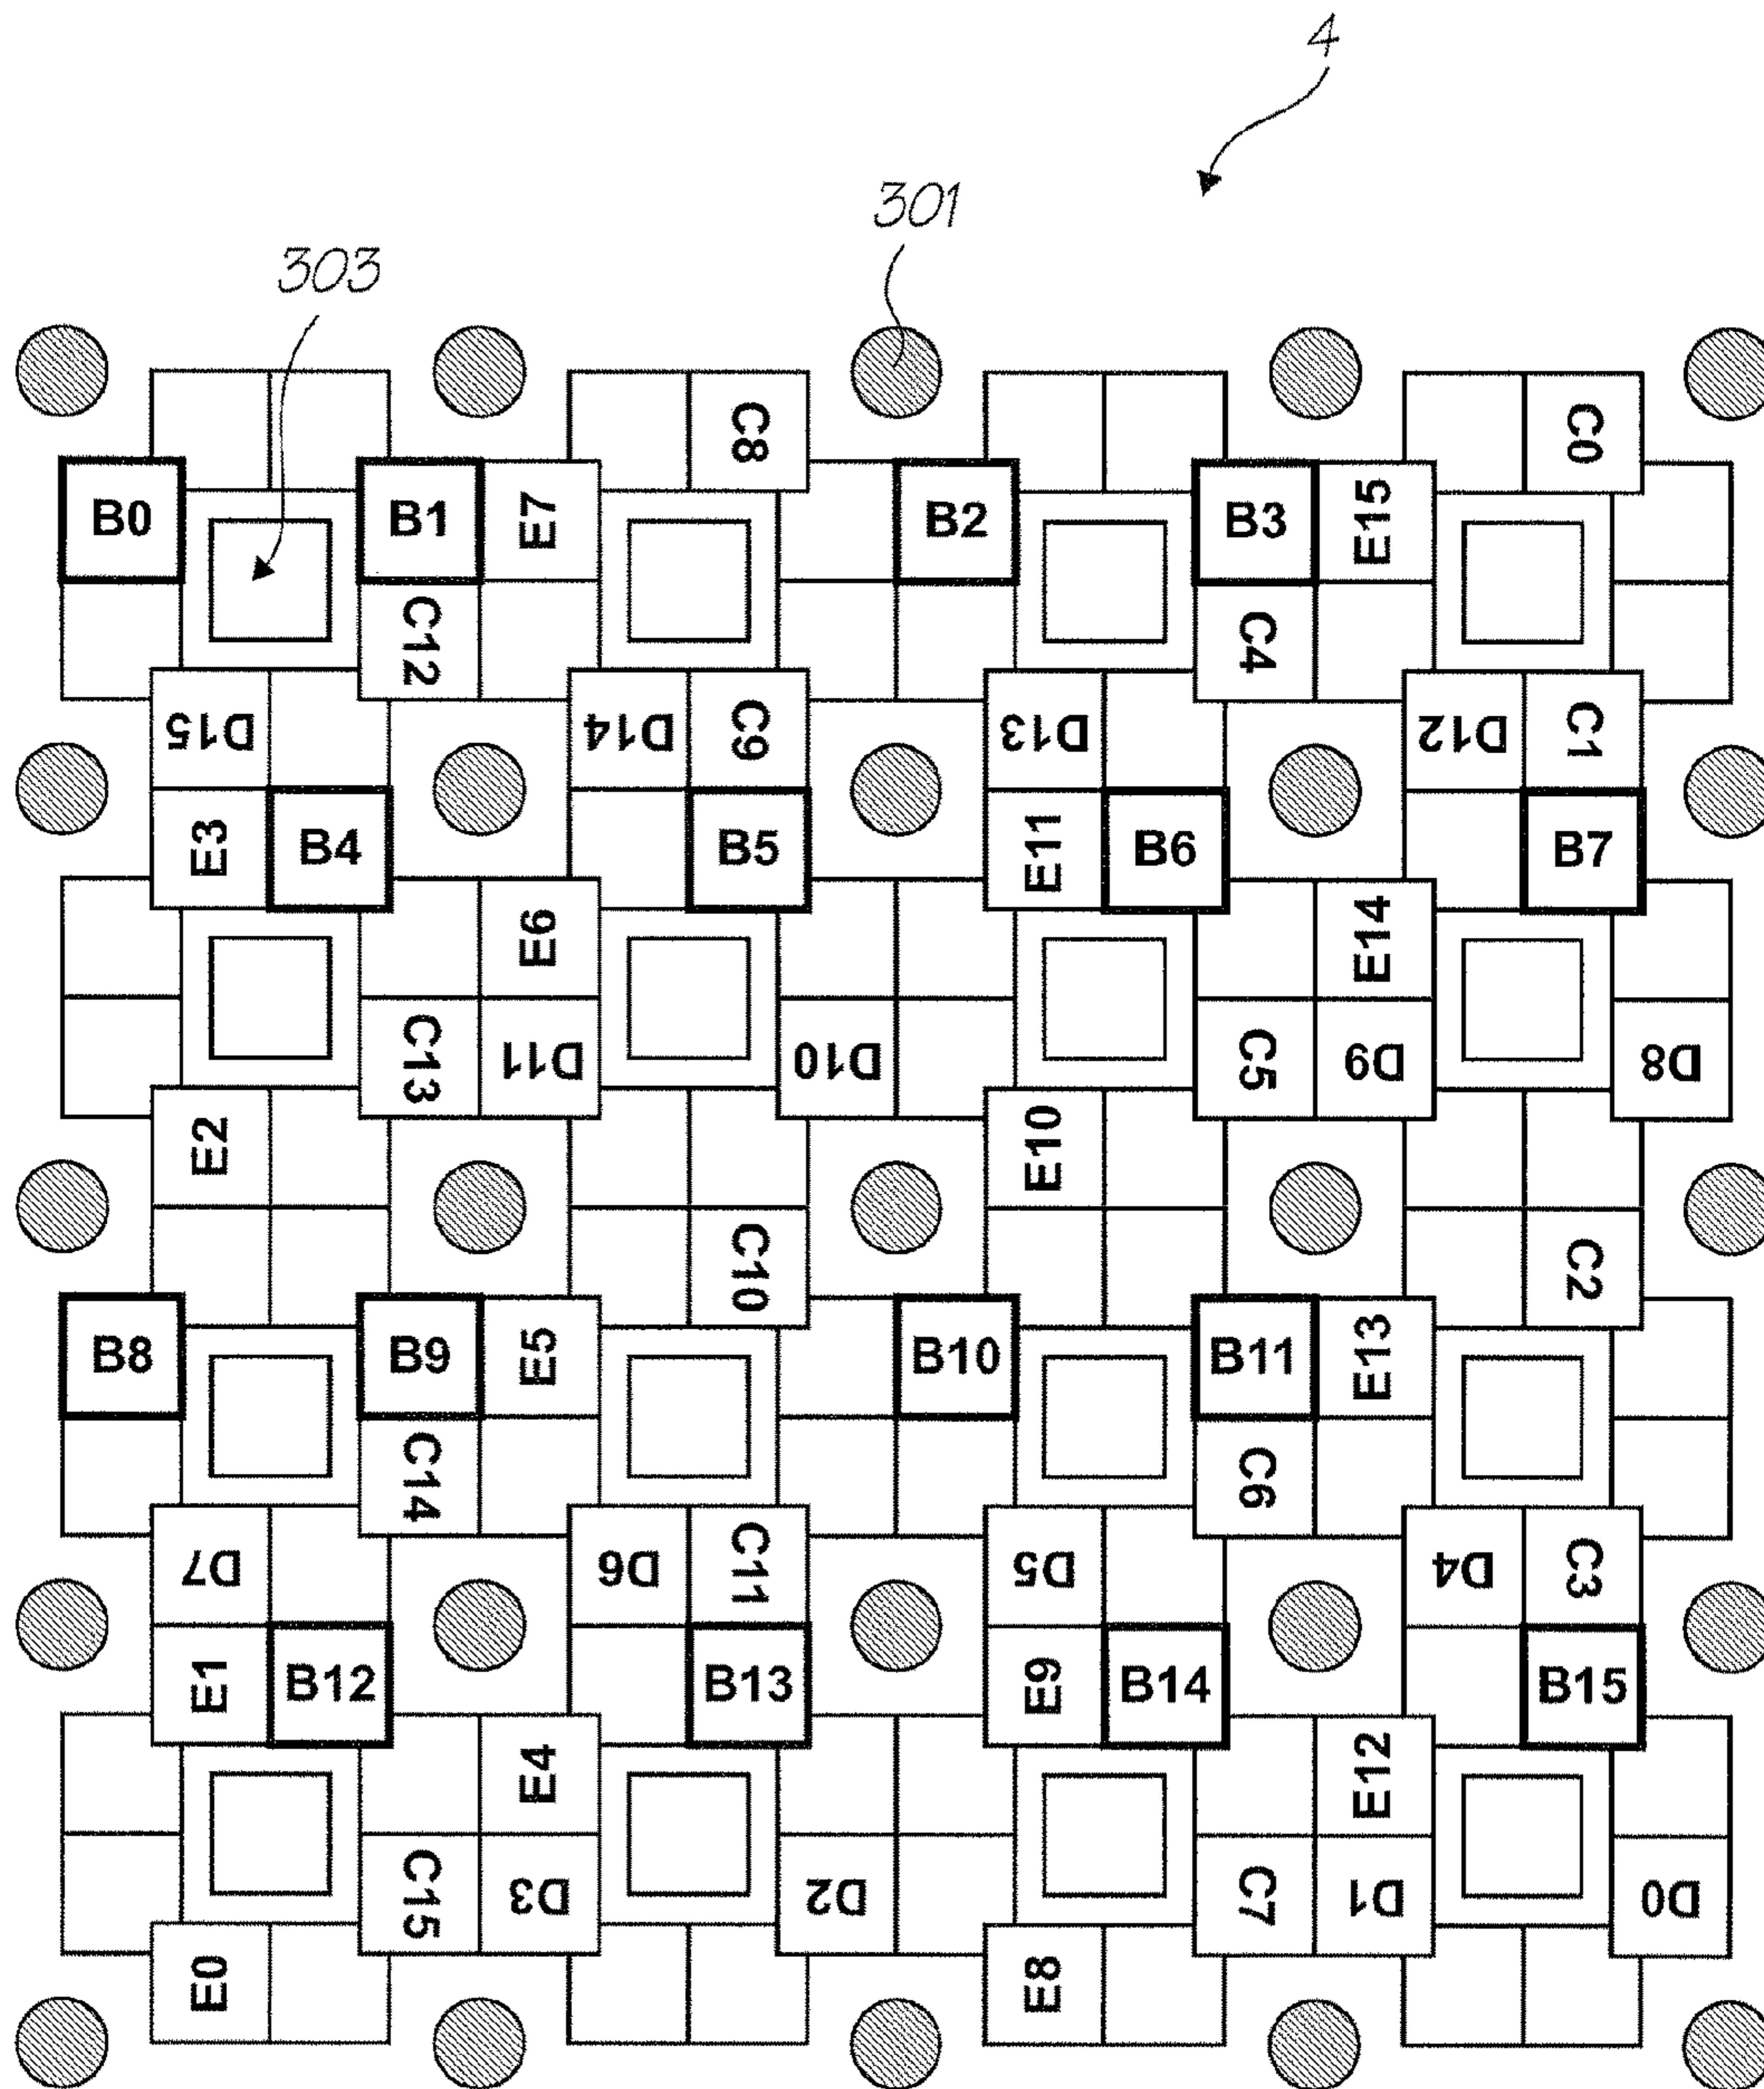 4
301
303
C8 C0
B0 B1 E7 B2 B3 E15
C12 C4
D15 D14 C9 D13 D12 C1
E3 B4 B5 E11 B6 B7
E6 E14
C13 D11 D10 C5 D9 D8
E2 E10
C10 C2
B8 B9 E5 B10 B11 E13
C14 C6
D7 D6 C11 D5 D4 C3
E1 B12 B13 E9 B14 B15
E4 E12
C15 D3 D2 C7 D1 D0
E0 E8